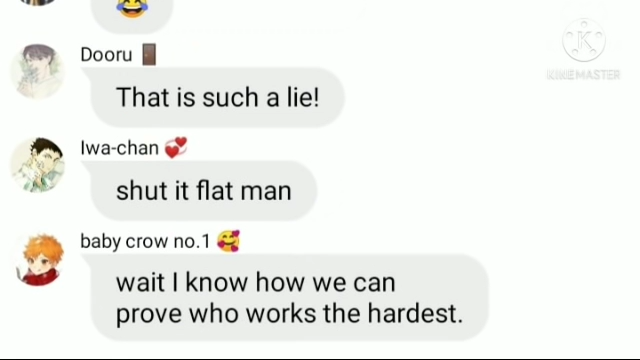 😂
Dooru 🚪
That is such a lie!
Iwa-chan 💞
shut it flat man
baby crow no.1 🥰
wait I know how we can
prove who works the hardest.
K
KINEMASTER